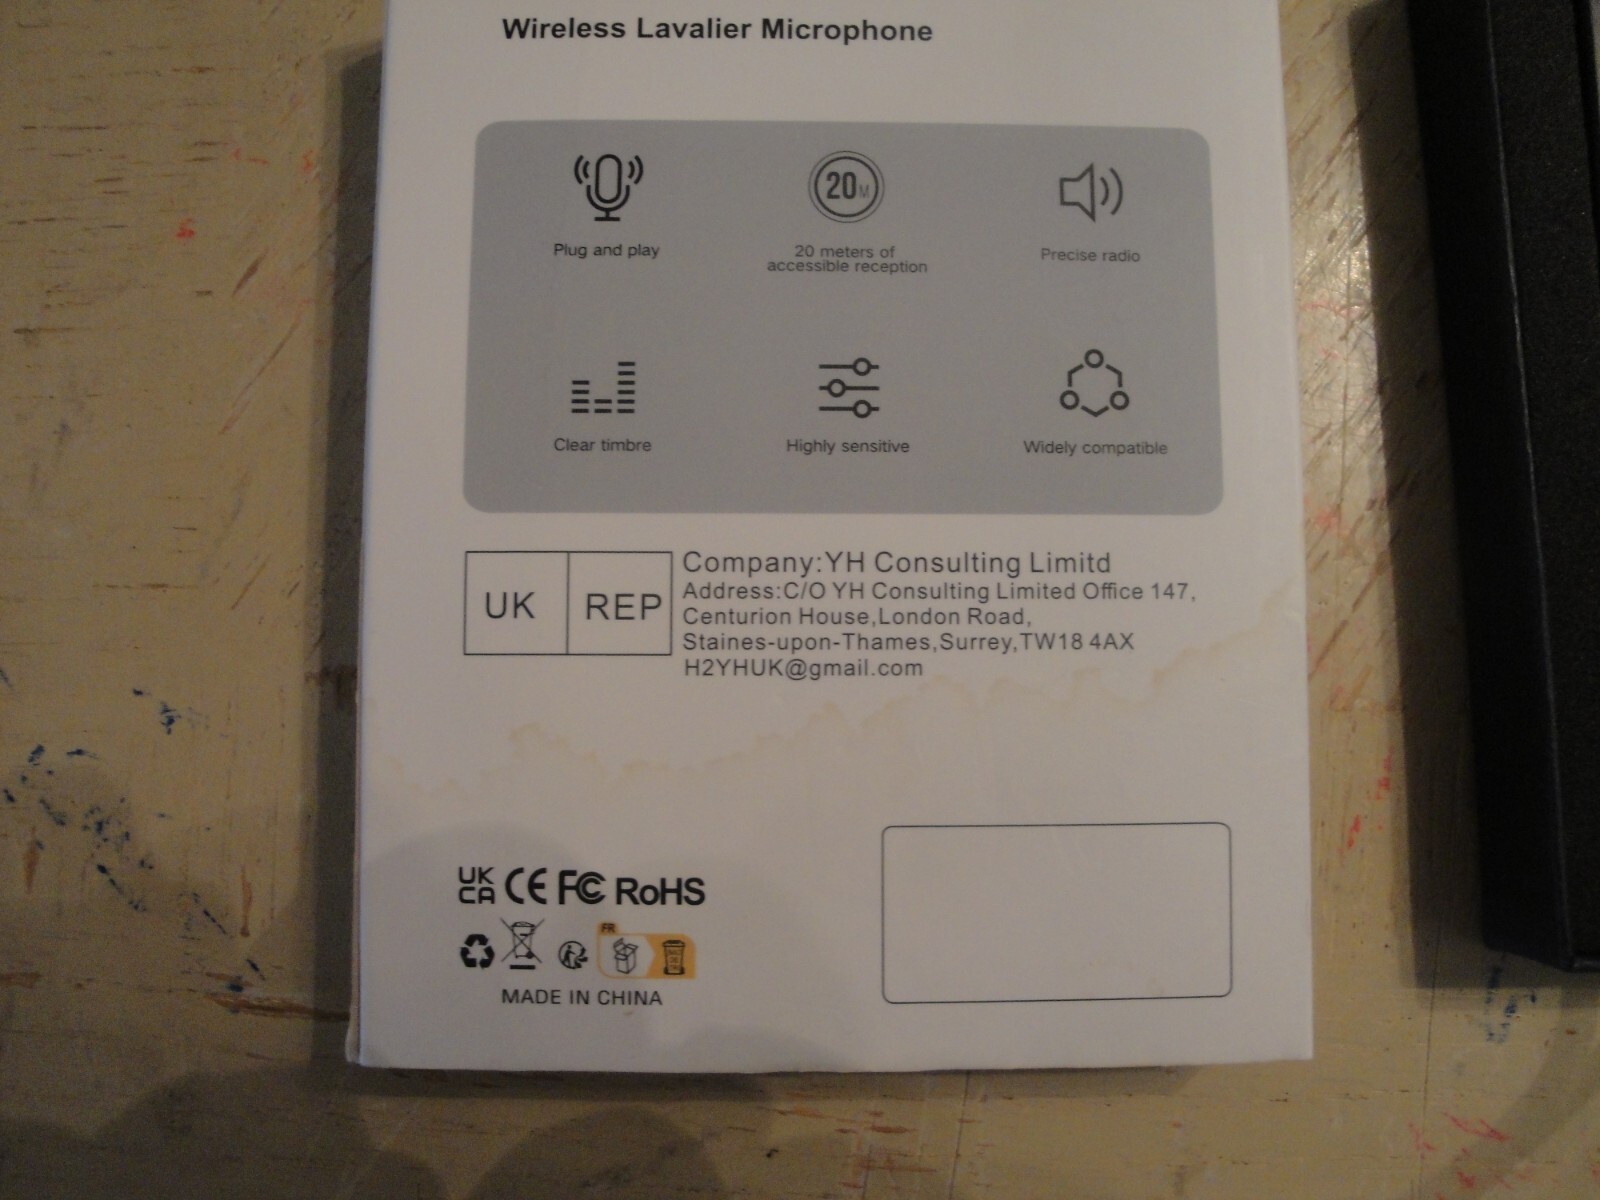 Wireless Lavalier Microphone
20M
Plug and play
20 meters of
accessible reception
Precise radio
Clear timbre
Highly sensitive
Widely compatible
UK REP
Company:YH Consulting Limitd
Address:C/O YH Consulting Limited Office 147,
Centurion House,London Road,
Staines-upon-Thames,Surrey,TW18 4AX
H2YHUK@gmail.com
UK
CA CE FC RoHS
FR
MADE IN CHINA